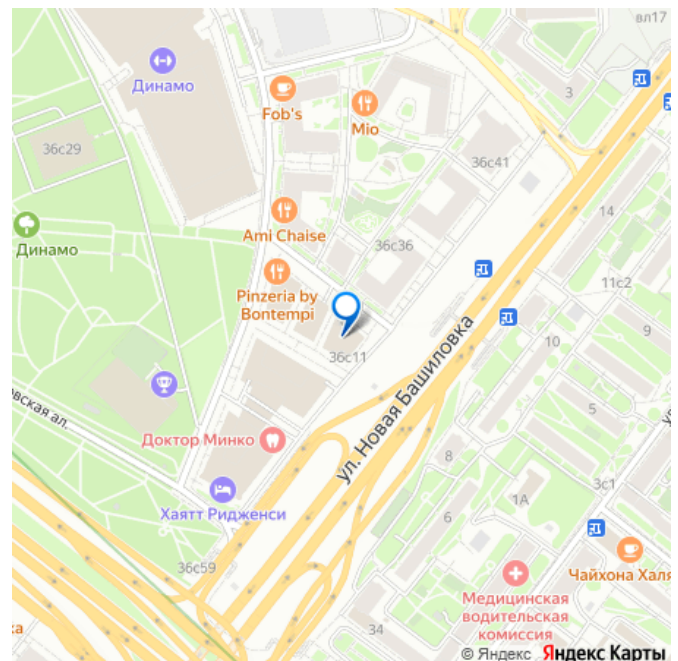 вл17
Динамо
3
Fob's
Mio
36с29
36с41
14
Ami Chaise
36с36
Динамо
11с2
Pinzeria by
Bontempi
9
10
36с11
ул. Новая Башиловка
5
вская ал.
Доктор Минко
8
3с1
1А
Хаятт Ридженси
6
36с59
Чайхона Халя
Медицинская
водительская
комиссия
34
ка
© Яндекс Яндекс Карты